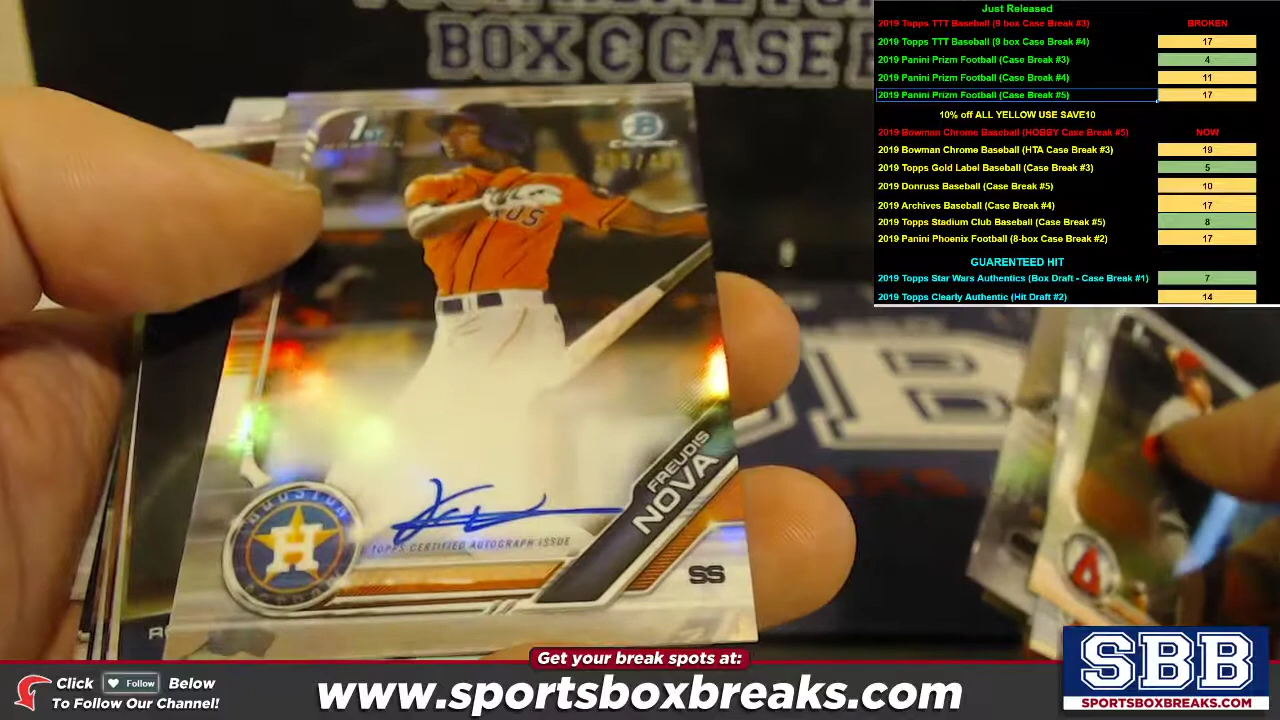 BOX & CASE B
Just Released
2019 Topps TTT Baseball (9 box Case Break #3) BROKEN
2019 Topps TTT Baseball (9 box Case Break #4) 17
2019 Panini Prizm Football (Case Break #3) 4
2019 Panini Prizm Football (Case Break #4) 11
2019 Panini Prizm Football (Case Break #5) 17
10% off ALL YELLOW USE SAVE10
2019 Bowman Chrome Baseball (HOBBY Case Break #5) NOW
2019 Bowman Chrome Baseball (HTA Case Break #3) 19
2019 Topps Gold Label Baseball (Case Break #3) 5
2019 Donruss Baseball (Case Break #5) 10
2019 Archives Baseball (Case Break #4) 17
2019 Topps Stadium Club Baseball (Case Break #5) 8
2019 Panini Phoenix Football (8-box Case Break #2) 17
GUARENTEED HIT
2019 Topps Star Wars Authentics (Box Draft - Case Break #1) 7
2019 Topps Clearly Authentic (Hit Draft #2) 14
1ST
B
Chrome
FREUDIS
NOVA
HOUSTON
H
TOPPS CERTIFIED AUTOGRAPH ISSUE
SS
A
Get your break spots at:
Click Follow Below
To Follow Our Channel!
www.sportsboxbreaks.com
SBB
SPORTSBOXBREAKS.COM